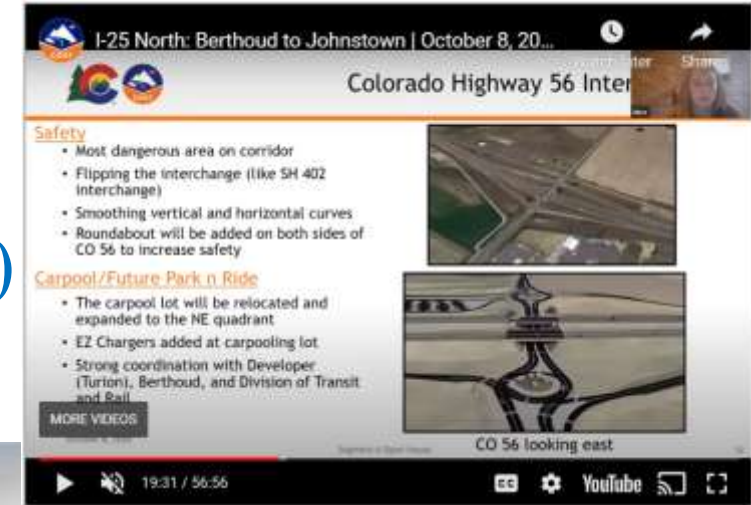 I-25 North: Berthoud to Johnstown | October 8, 20...
Share
Colorado Highway 56 Inter
Safety
• Most dangerous area on corridor
• Flipping the interchange (like SH 402
interchange)
• Smoothing vertical and horizontal curves
• Roundabout will be added on both sides of
CO 56 to increase safety
)
Carpool/Future Park n Ride
• The carpool lot will be relocated and
expanded to the NE quadrant
• EZ Chargers added at carpooling lot
• Strong coordination with Developer
(Turion), Berthoud, and Division of Transit
and Rail
MORE VIDEOS
CO 56 looking east
19:31 / 56:56
CC
YouTube